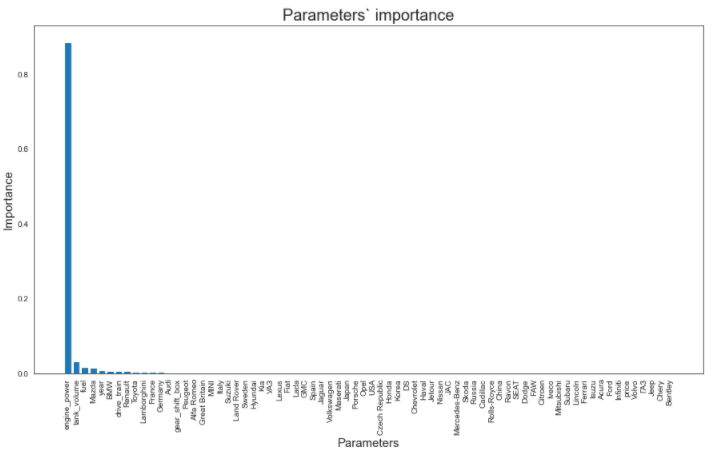 Parameters` importance
Importance
0.8
0.6
0.4
0.2
0.0
engine_power
tank_volume
fuel
Mazda
year
BMW
drive_train
Renault
Toyota
Lamborghini
France
Germany
Audi
gear_shift_box
Peugeot
Alfa Romeo
Great Britain
MINI
Italy
Suzuki
Land Rover
Sweden
Hyundai
Kia
УАЗ
Lexus
Fiat
Lada
GMC
Spain
Jaguar
Volkswagen
Maserati
Japan
Porsche
Opel
USA
Czech Republic
Honda
Korea
DS
Chevrolet
Haval
Jetour
Nissan
JAC
Mercedes-Benz
Skoda
Russia
Cadillac
Rolls-Royce
China
Ravon
SEAT
Dodge
FAW
Citroen
Iveco
Mitsubishi
Subaru
Lincoln
Ferrari
Isuzu
Acura
Ford
Infiniti
price
Volvo
ГАЗ
Jeep
Chery
Bentley
Parameters